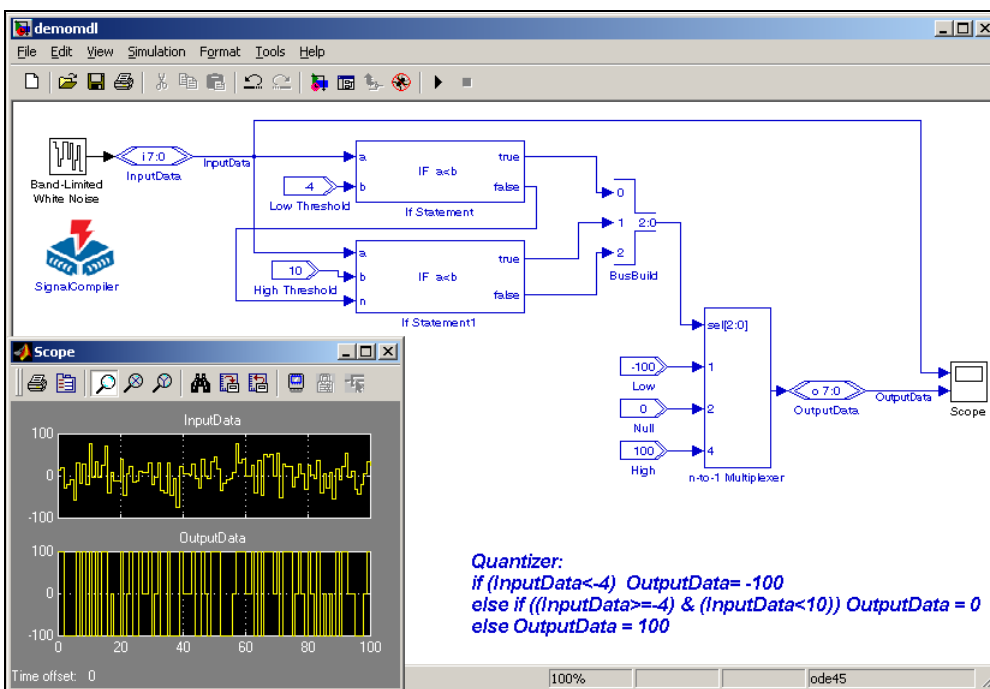 demomdl
File Edit View Simulation Format Tools Help
Band-Limited
White Noise
i 7:0
InputData
InputData
SignalCompiler
-4
Low Threshold
a
b
IF a<b
true
false
If Statement
10
High Threshold
a
b
n
IF a<b
true
false
If Statement1
0
1
2
2:0
BusBuild
-100
Low
0
Null
100
High
sel[2:0]
1
2
4
n-to-1 Multiplexer
o 7:0
OutputData
OutputData
Scope
Scope
InputData
100
0
-100
OutputData
100
0
-100
0 20 40 60 80 100
Time offset: 0
Quantizer:
if (InputData<-4) OutputData= -100
else if ((InputData>=-4) & (InputData<10)) OutputData = 0
else OutputData = 100
100%
ode45